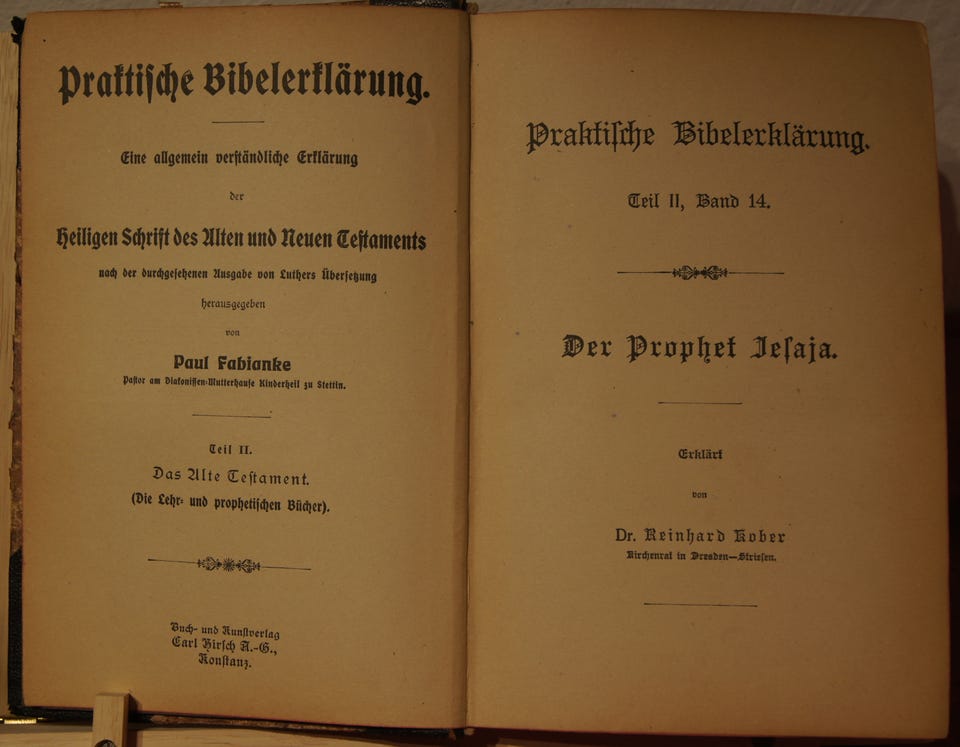 Praktische Bibelerklärung.
Eine allgemein verständliche Erklärung
der
Heiligen Schrift des Alten und Neuen Testaments
nach der durchgesehenen Ausgabe von Luthers Übersetzung
herausgegeben
von
Paul Fabianke
Pastor am Diakonissen-Mutterhause Kinderheil zu Stettin.
Teil II.
Das Alte Testament.
(Die Lehr- und prophetischen Bücher).
Buch- und Kunstverlag
Carl Hirsch A.-G.,
Konstanz.
Praktische Bibelerklärung.
Teil II, Band 14.
Der Prophet Jesaja.
Erklärt
von
Dr. Reinhard Kober
Kirchenrat in Dresden—Striesen.